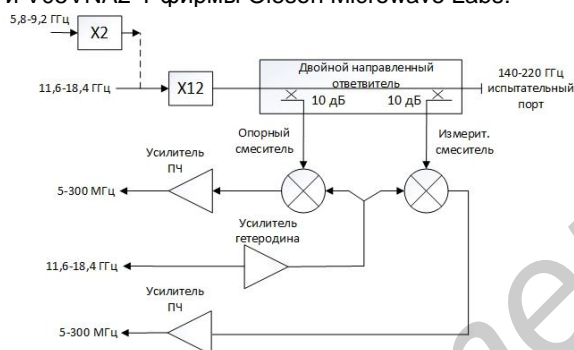 и V05VNA2-T фирмы Oleson Microwave Labs.
5,8-9,2 ГГц
X2
11,6-18,4 ГГц
X12
Двойной направленный
ответвитель
10 дБ
10 дБ
140-220 ГГц
испытательный
порт
Опорный
смеситель
Измерит.
смеситель
Усилитель
ПЧ
5-300 МГц
Усилитель
гетеродина
11,6-18,4 ГГц
Усилитель
ПЧ
5-300 МГц